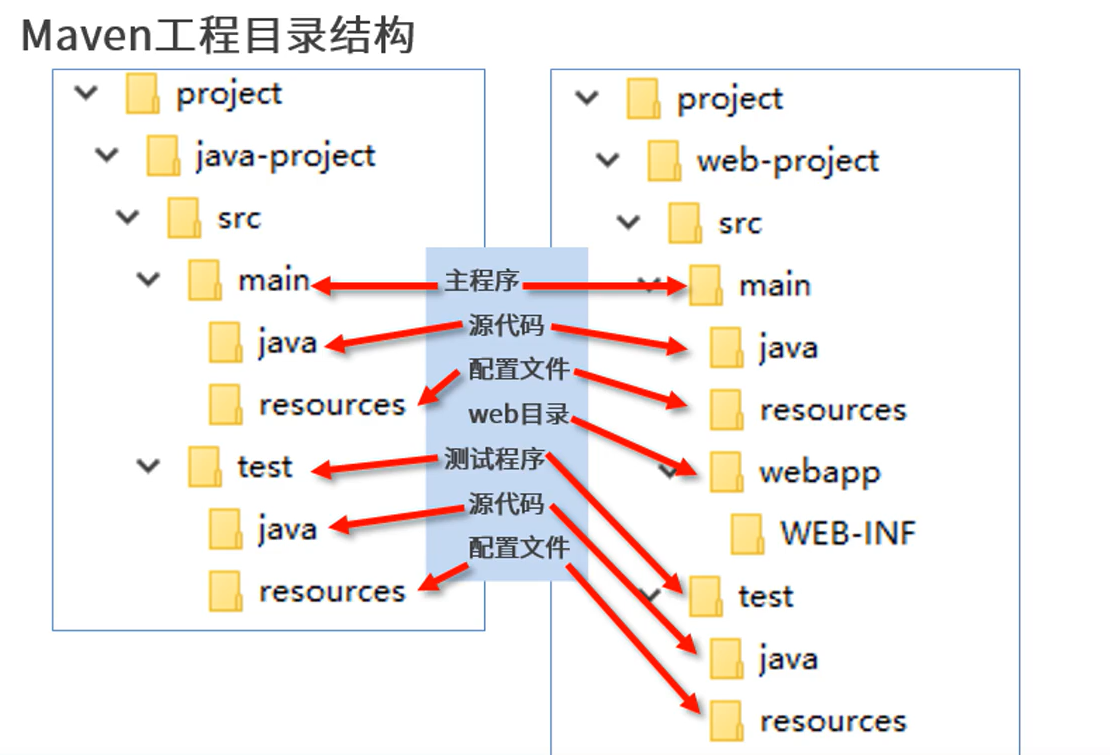 Maven工程目录结构
project
java-project
src
main
java
resources
test
java
resources
主程序
源代码
配置文件
web目录
测试程序
源代码
配置文件
project
web-project
src
main
java
resources
webapp
WEB-INF
test
java
resources